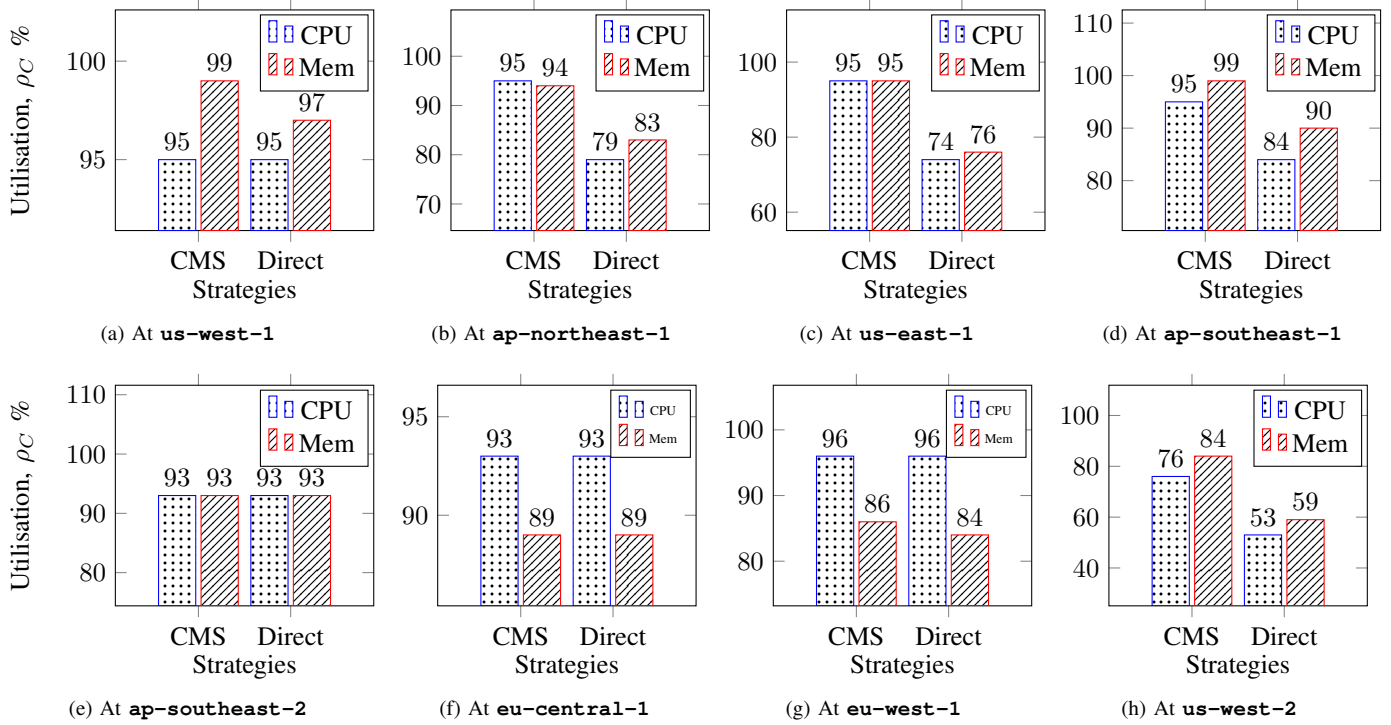 Utilisation, ρC %
100
95
95
99
95
97
CPU
Mem
CMS Direct
Strategies
(a) At us-west-1
100
90
80
70
95
94
79
83
CPU
Mem
CMS Direct
Strategies
(b) At ap-northeast-1
100
80
60
95
95
74
76
CPU
Mem
CMS Direct
Strategies
(c) At us-east-1
110
100
90
80
95
99
84
90
CPU
Mem
CMS Direct
Strategies
(d) At ap-southeast-1
Utilisation, ρC %
110
100
90
80
93
93
93
93
CPU
Mem
CMS Direct
Strategies
(e) At ap-southeast-2
95
90
93
89
93
89
CPU
Mem
CMS Direct
Strategies
(f) At eu-central-1
100
90
80
96
86
96
84
CPU
Mem
CMS Direct
Strategies
(g) At eu-west-1
100
80
60
40
76
84
53
59
CPU
Mem
CMS Direct
Strategies
(h) At us-west-2